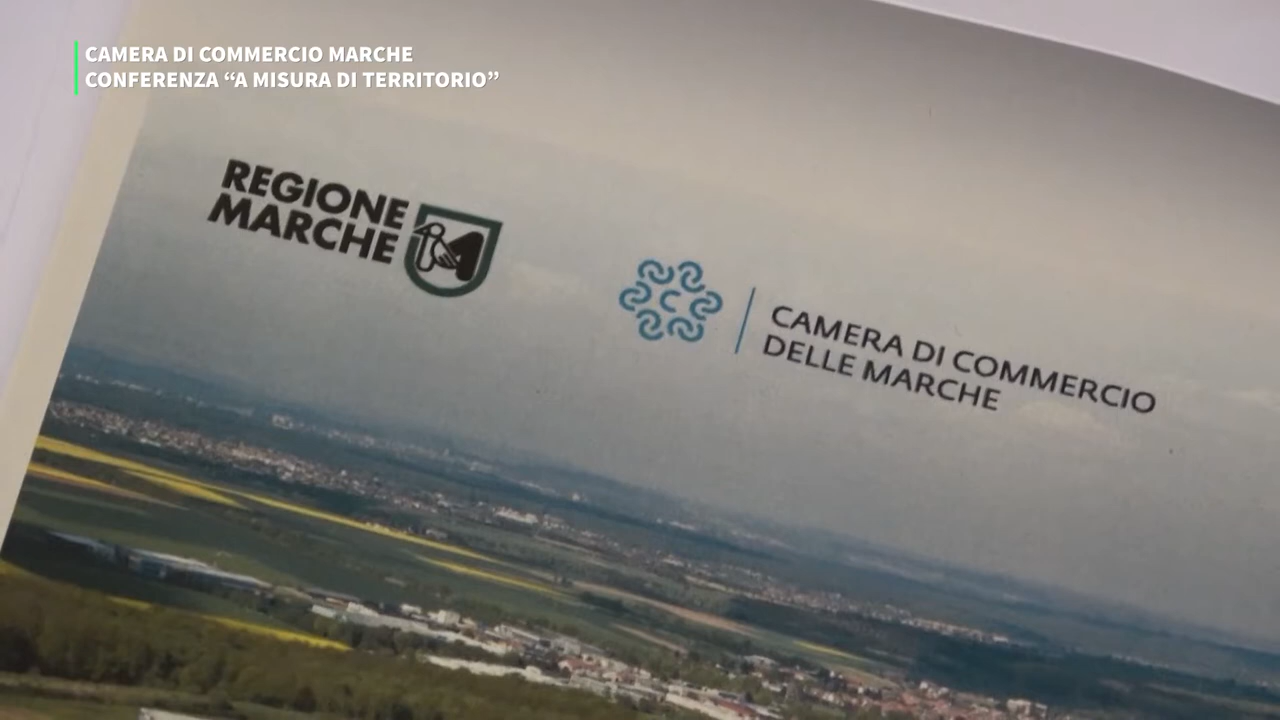 CAMERA DI COMMERCIO MARCHE
CONFERENZA “A MISURA DI TERRITORIO”
REGIONE
MARCHE
CAMERA DI COMMERCIO
DELLE MARCHE